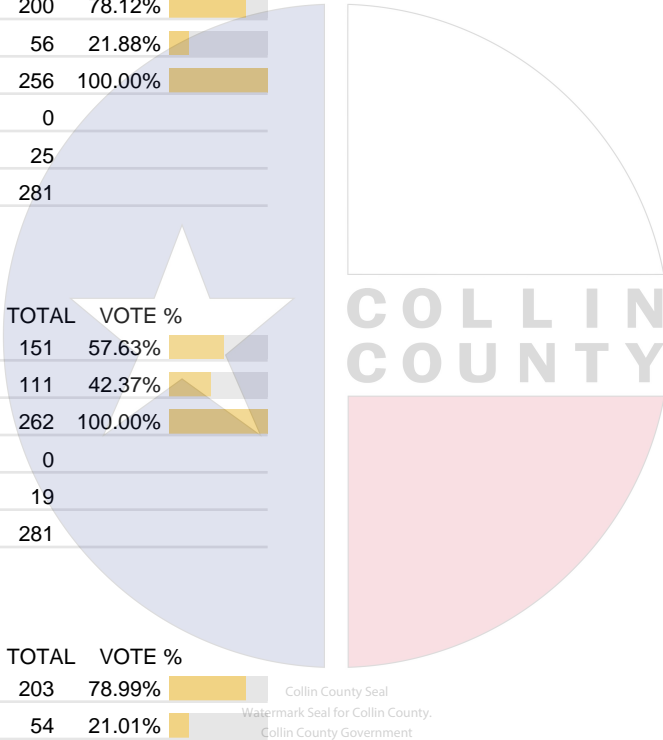 200 78.12%
56 21.88%
256 100.00%
0
25
281
TOTAL VOTE %
151 57.63%
111 42.37%
262 100.00%
0
19
281
COLLIN
COUNTY
TOTAL VOTE %
203 78.99%
54 21.01%
Collin County Seal
Watermark Seal for Collin County.
Collin County Government